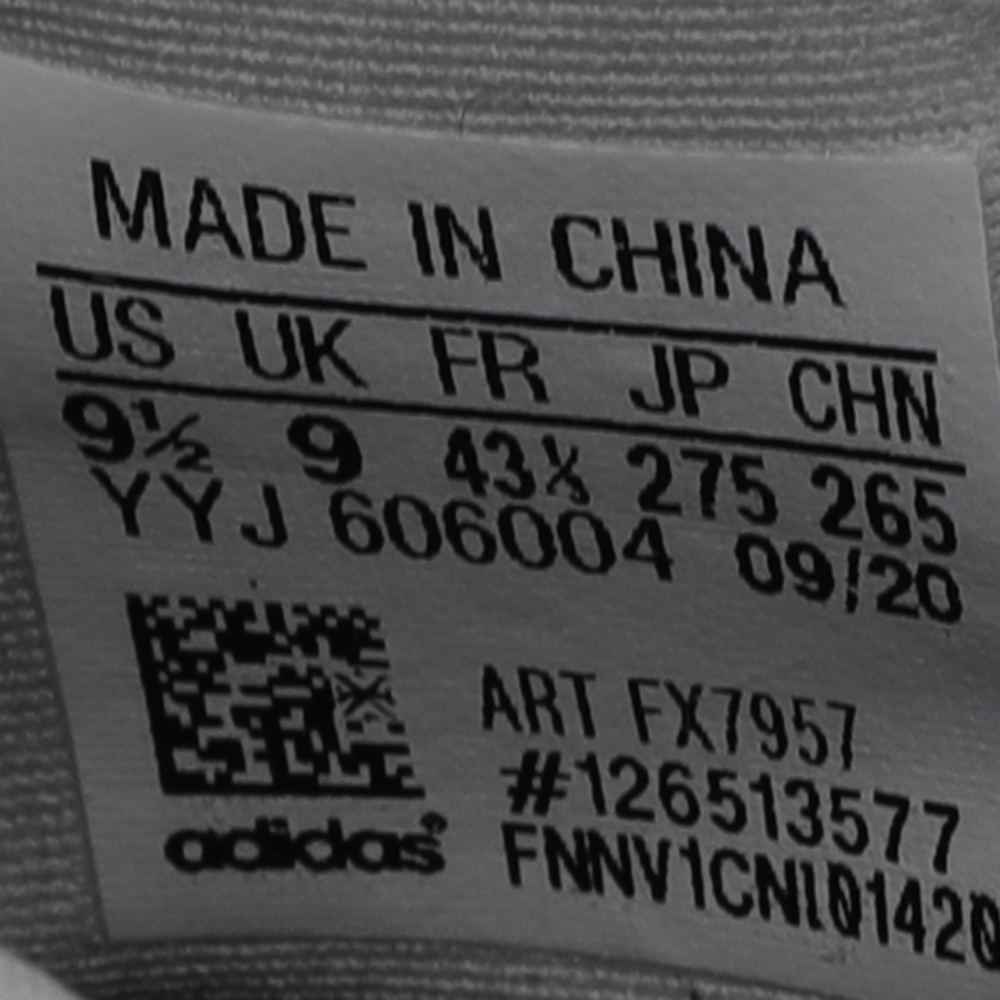 MADE IN CHINA
US UK FR JP CHN
9½ 9 43⅓ 275 265
YYJ 606004 09/20
ART FX7957
#126513577
adidas